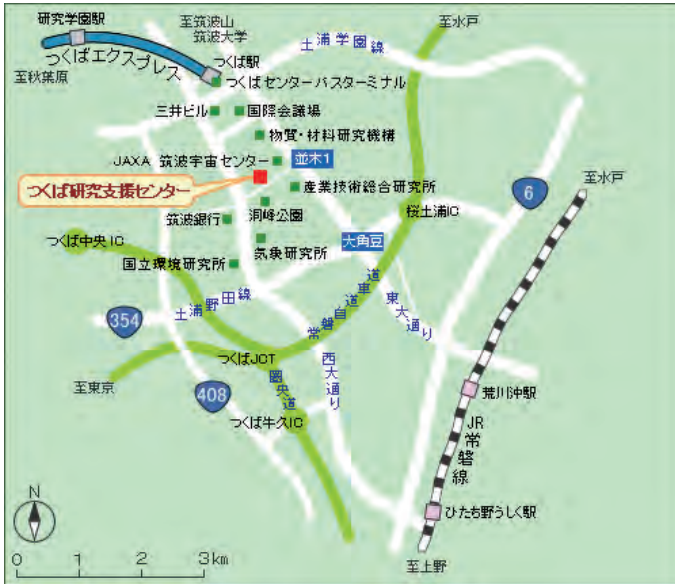 研究学園駅
至筑波山
筑波大学
至水戸
土浦学園線
つくばエクスプレス
つくば駅
至秋葉原
つくばセンターバスターミナル
三井ビル
国際会議場
物質・材料研究機構
JAXA 筑波宇宙センター
並木1
つくば研究支援センター
産業技術総合研究所
至水戸
6
洞峰公園
桜土浦IC
筑波銀行
つくば中央IC
気象研究所
大角豆
国立環境研究所
常磐自動車道
東大通り
土浦野田線
354
つくばJCT
西大通り
至東京
408
圏央道
荒川沖駅
つくば牛久IC
JR常磐線
N
ひたち野うしく駅
0 1 2 3km
至上野